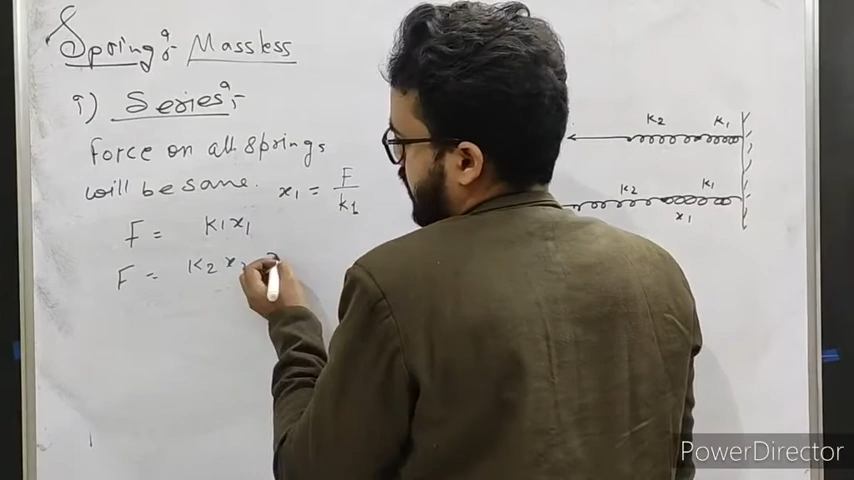 Spring:- Massless
i) Series:-
Force on all springs
will be same. x₁ = F/K₁
F = K₁x₁
F = K₂x₂
K₂ K₁
K₂ K₁
x₁
PowerDirector